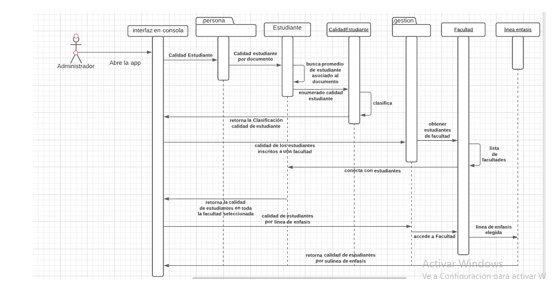 persona
interfaz en consola
Estudiante
CalidadEstudiante
gestion
Facultad
linea enfasis
Administrador
Abre la app
Calidad Estudiante
Calidad estudiante
por documento
busca promedio
de estudiante
asociado al
documento
enumerado calidad
estudiante
clasifica
retorna la Clasificación
calidad de estudiante
obtener
estudiantes
de facultad
calidad de los estudiantes
inscritos a una facultad
lista
de
facultades
conecta con estudiantes
retorna la calidad
de estudiantes en toda
la facultad seleccionada
calidad de estudiantes
por linea de enfasis
accede a Facultad
linea de enfasis
elegida
retorna calidad de estudiantes
por sulinea de enfasis
Activar Windows
Ve a Configuración para activar W